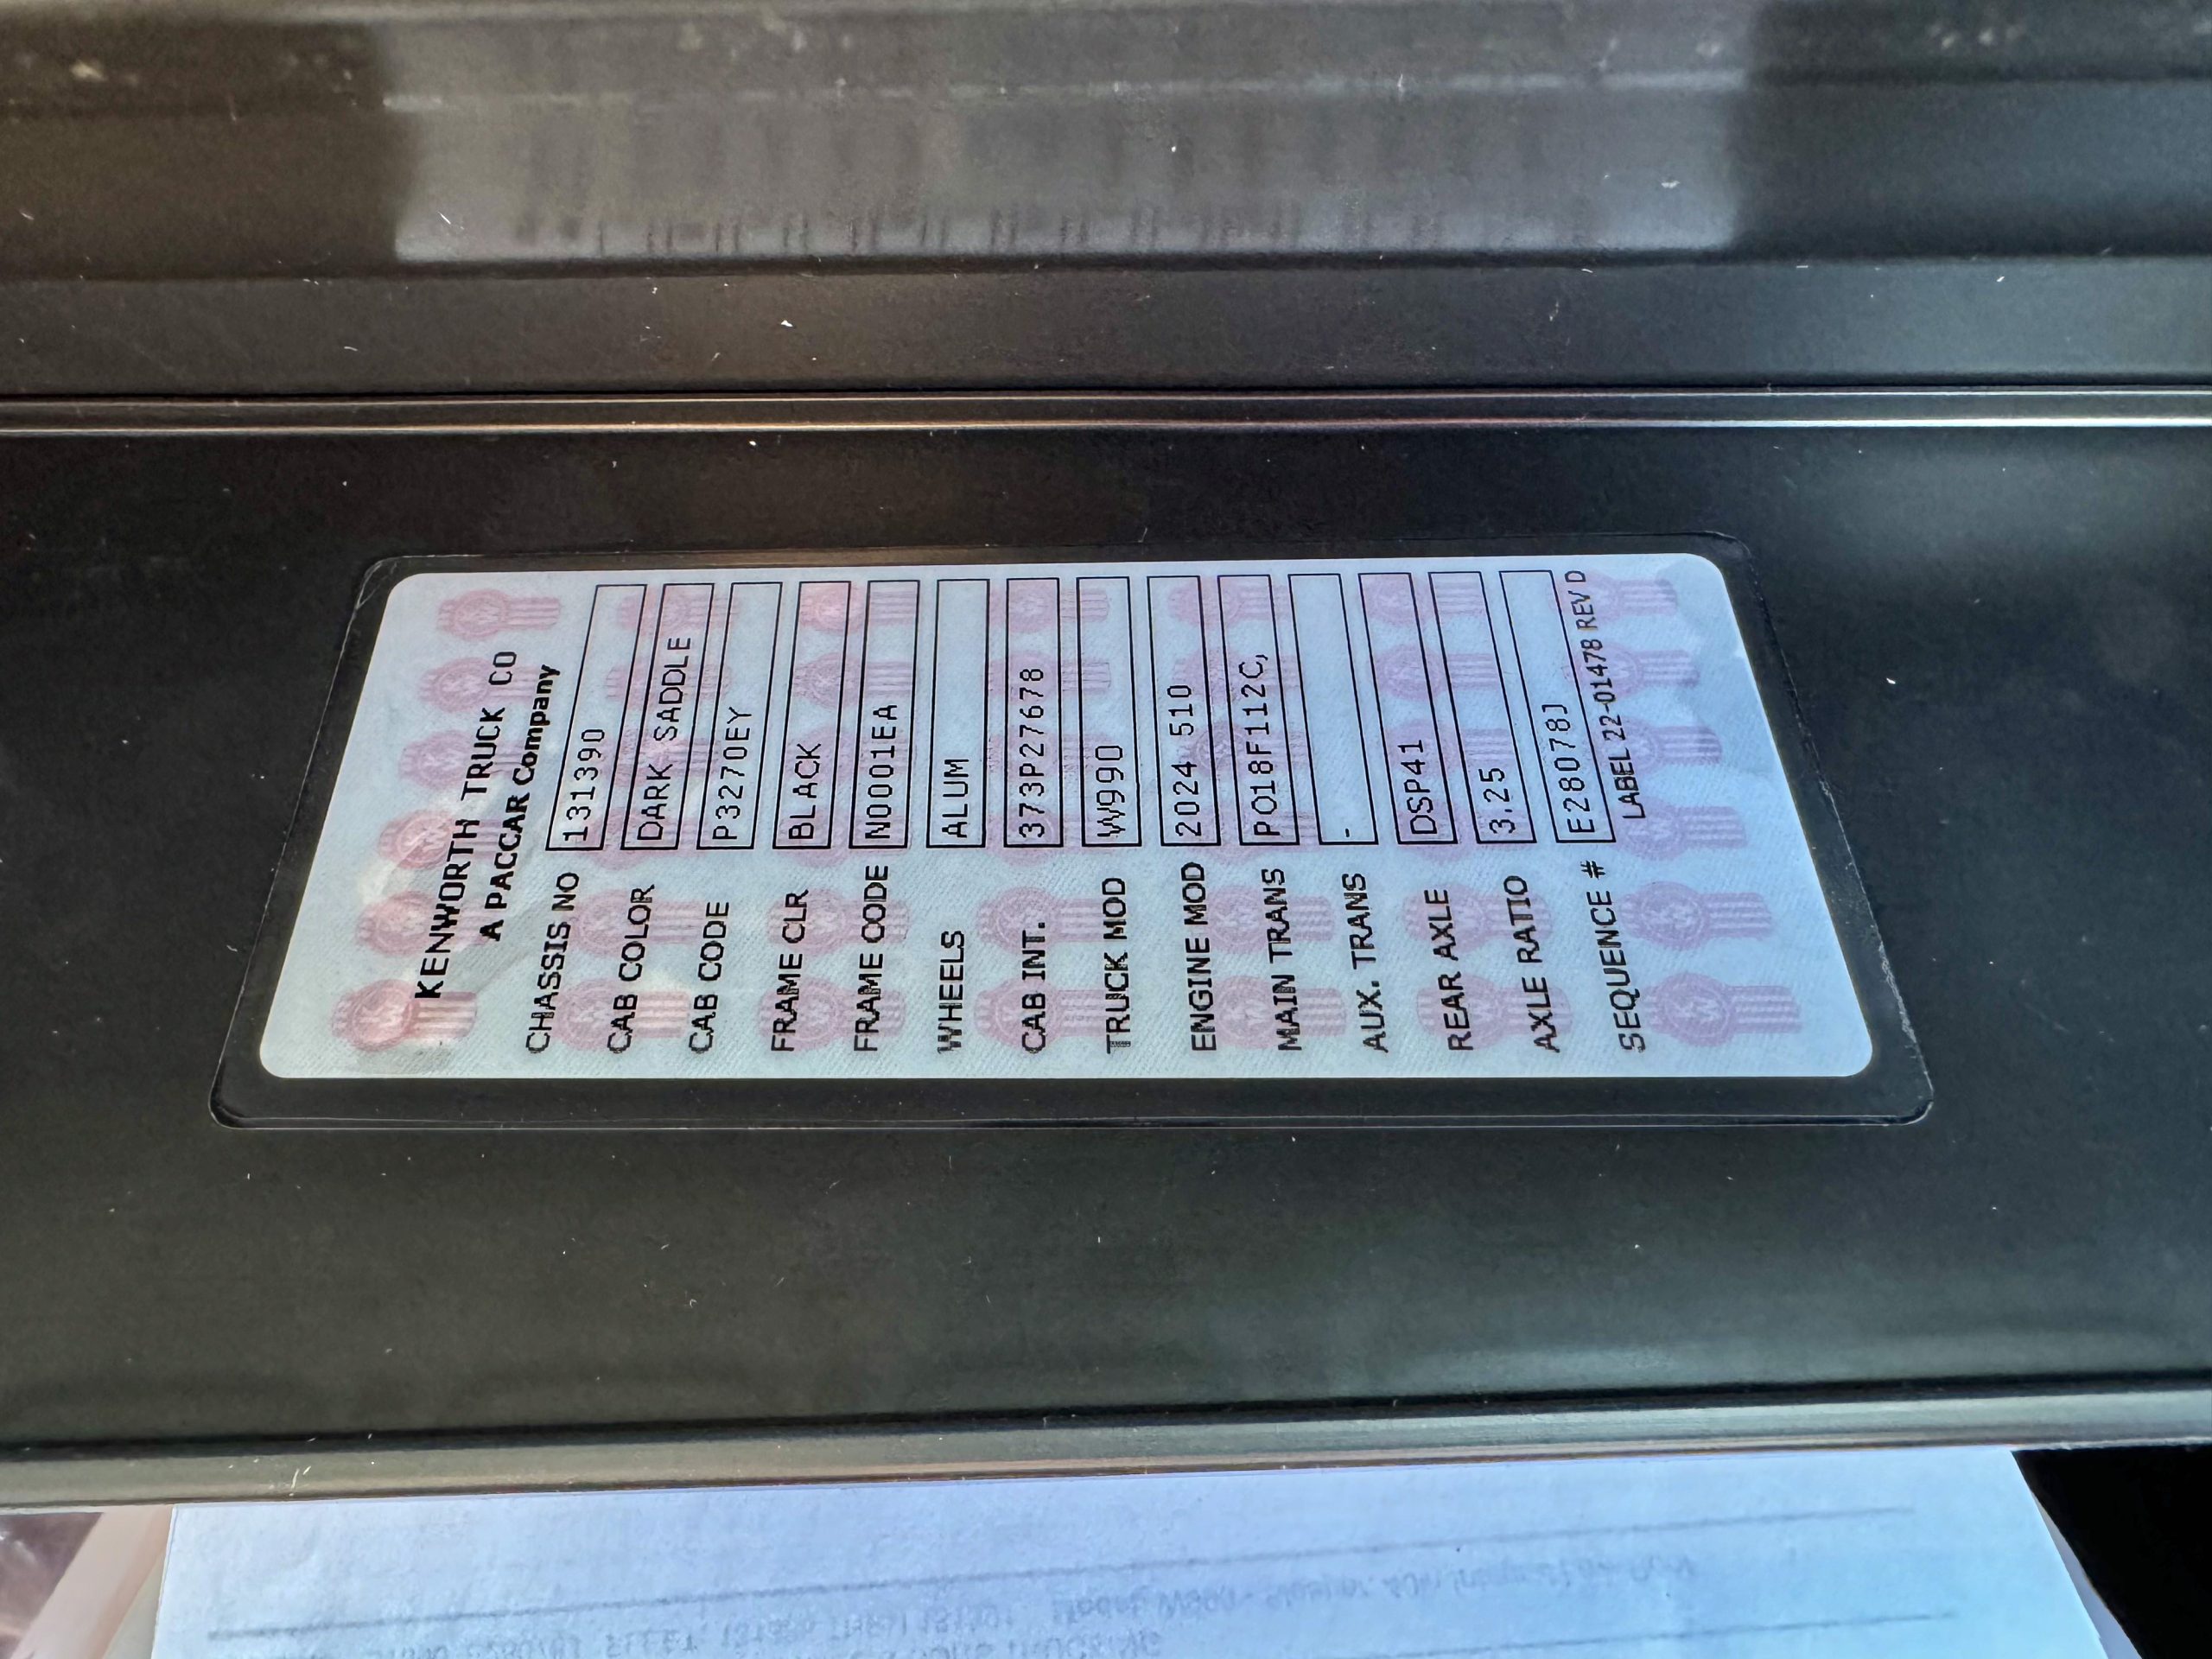 KENWORTH TRUCK CO
A PACCAR Company
CHASSIS NO 131390
CAB COLOR DARK SADDLE
CAB CODE P3270EY
FRAME CLR BLACK
FRAME CODE N0001EA
WHEELS ALUM
CAB INT. 373P27678
TRUCK MOD W990
ENGINE MOD 2024 510
MAIN TRANS PO18F112C,
AUX. TRANS -
REAR AXLE DSP41
AXLE RATIO 3.25
SEQUENCE # E28078J
LABEL 22-01478 REV D